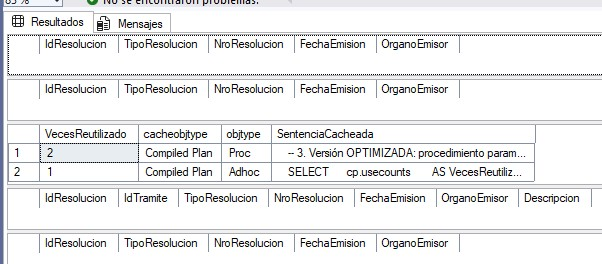 85 % No se encontraron problemas.
Resultados Mensajes
IdResolucion TipoResolucion NroResolucion FechaEmision OrganoEmisor
IdResolucion TipoResolucion NroResolucion FechaEmision OrganoEmisor
VecesReutilizado cacheobjtype objtype SentenciaCacheada
1 2 Compiled Plan Proc -- 3. Versión OPTIMIZADA: procedimiento param...
2 1 Compiled Plan Adhoc SELECT cp.usecounts AS VecesReutiliz...
IdResolucion IdTramite TipoResolucion NroResolucion FechaEmision OrganoEmisor Descripcion
IdResolucion TipoResolucion NroResolucion FechaEmision OrganoEmisor